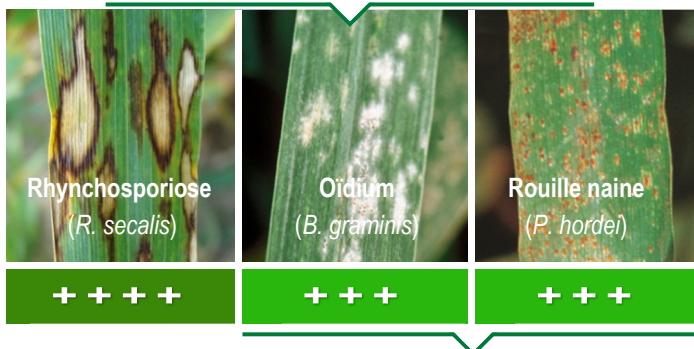 Rhynchosporiose
(R. secalis)
Oïdium
(B. graminis)
Rouille naine
(P. hordei)
++++
+++
+++